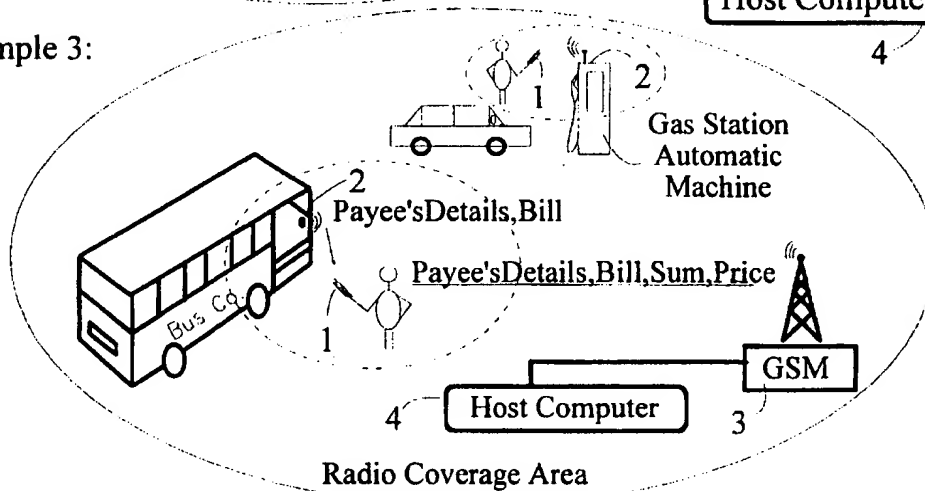 Host Compute
4
mple 3:
1
2
Gas Station
Automatic
Machine
2
Payee'sDetails,Bill
Payee'sDetails,Bill,Sum,Price
Bus Co.
1
GSM
4
Host Computer
3
Radio Coverage Area